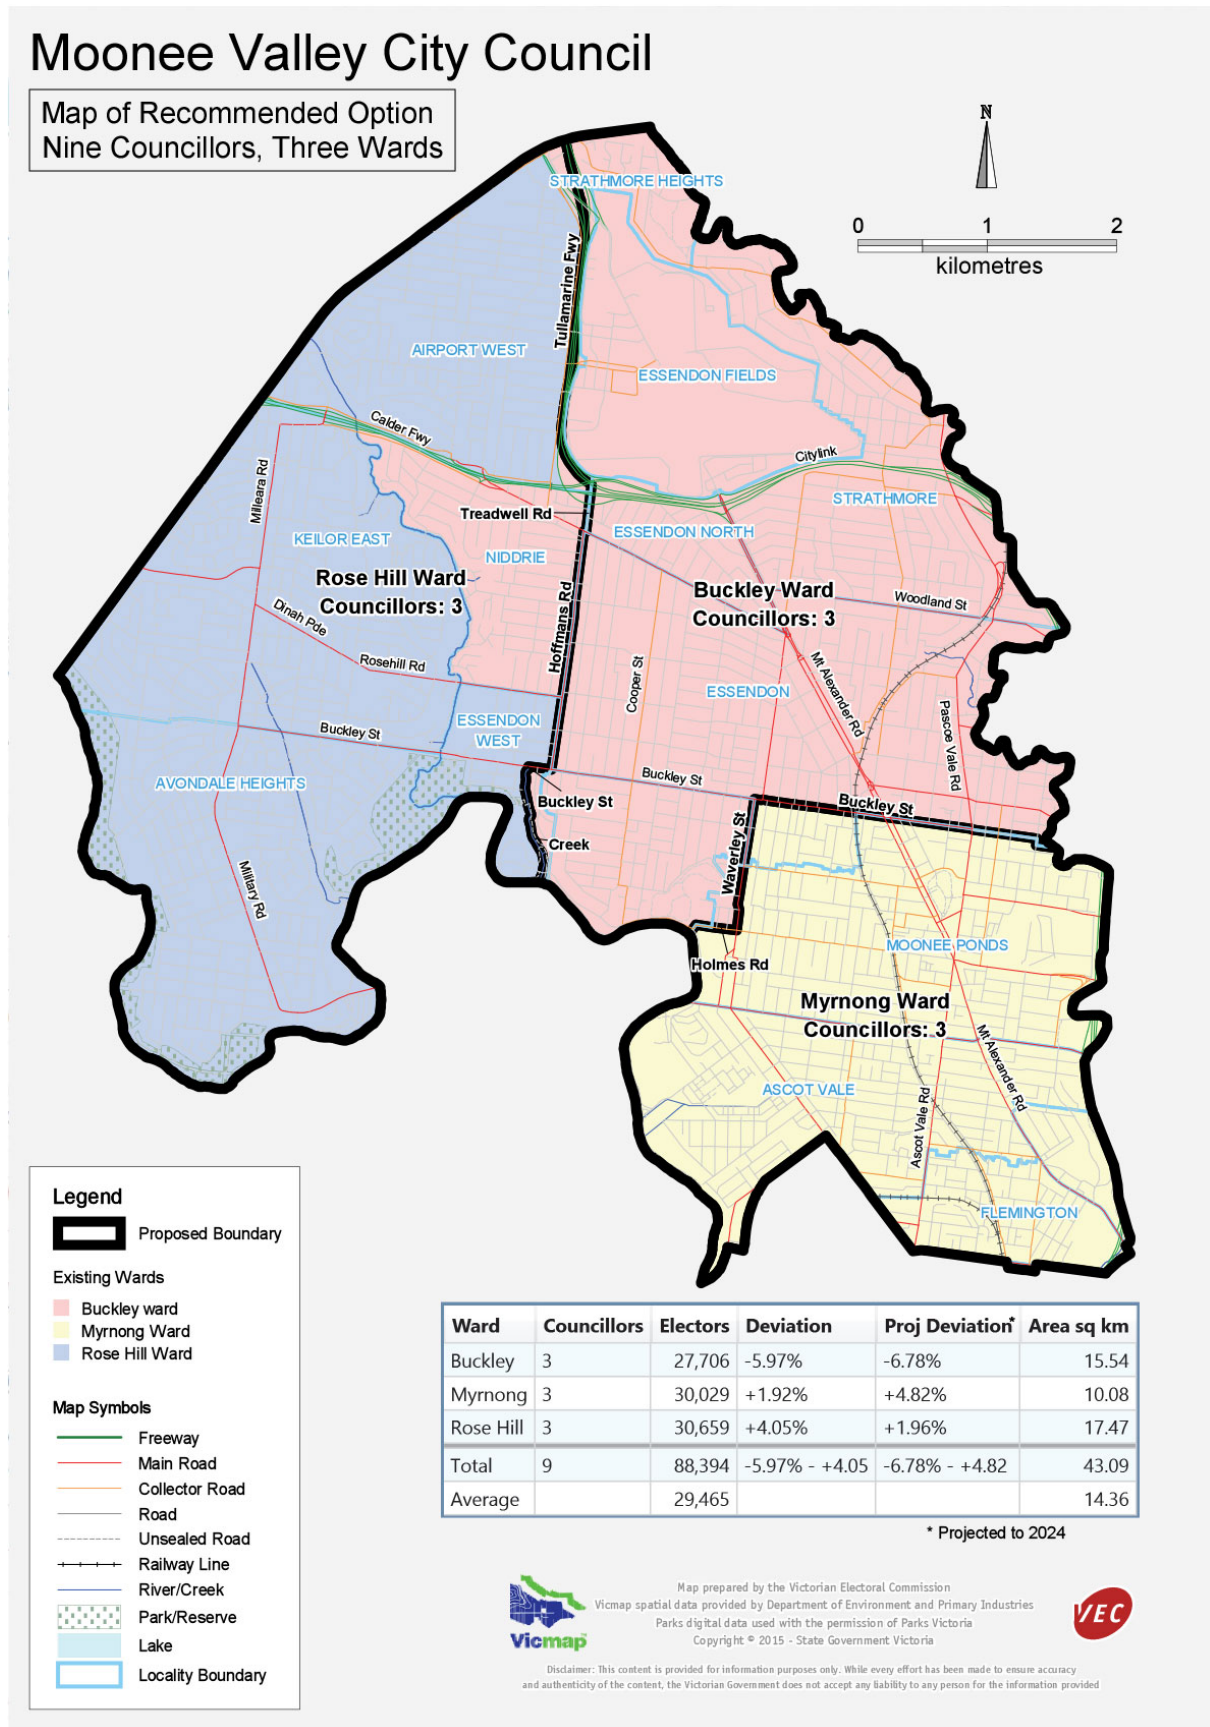 Moonee Valley City Council
Map of Recommended Option
Nine Councillors, Three Wards
N
0 1 2
kilometres
STRATHMORE HEIGHTS
Tullamarine Fwy
AIRPORT WEST
ESSENDON FIELDS
Calder Fwy
Citylink
Milleara Rd
STRATHMORE
Treadwell Rd
ESSENDON NORTH
KEILOR EAST
NIDDRIE
Rose Hill Ward
Councillors: 3
Buckley Ward
Councillors: 3
Woodland St
Dinah Pde
Hoffmans Rd
Rosehill Rd
Cooper St
ESSENDON
Mt Alexander Rd
Pascoe Vale Rd
ESSENDON
WEST
Buckley St
AVONDALE HEIGHTS
Buckley St
Buckley St
Buckley St
Creek
Waverley St
Military Rd
MOONEE PONDS
Holmes Rd
Myrnong Ward
Councillors: 3
Mt Alexander Rd
ASCOT VALE
Ascot Vale Rd
FLEMINGTON
Legend
Proposed Boundary
Existing Wards
Buckley ward
Myrnong Ward
Rose Hill Ward
Map Symbols
Freeway
Main Road
Collector Road
Road
Unsealed Road
Railway Line
River/Creek
Park/Reserve
Lake
Locality Boundary
Ward Councillors Electors Deviation Proj Deviation* Area sq km
Buckley 3 27,706 -5.97% -6.78% 15.54
Myrnong 3 30,029 +1.92% +4.82% 10.08
Rose Hill 3 30,659 +4.05% +1.96% 17.47
Total 9 88,394 -5.97% - +4.05 -6.78% - +4.82 43.09
Average 29,465 14.36
* Projected to 2024
Vicmap™
Map prepared by the Victorian Electoral Commission
Vicmap spatial data provided by Department of Environment and Primary Industries
Parks digital data used with the permission of Parks Victoria
Copyright © 2015 - State Government Victoria
VEC
Disclaimer: This content is provided for information purposes only. While every effort has been made to ensure accuracy
and authenticity of the content, the Victorian Government does not accept any liability to any person for the information provided